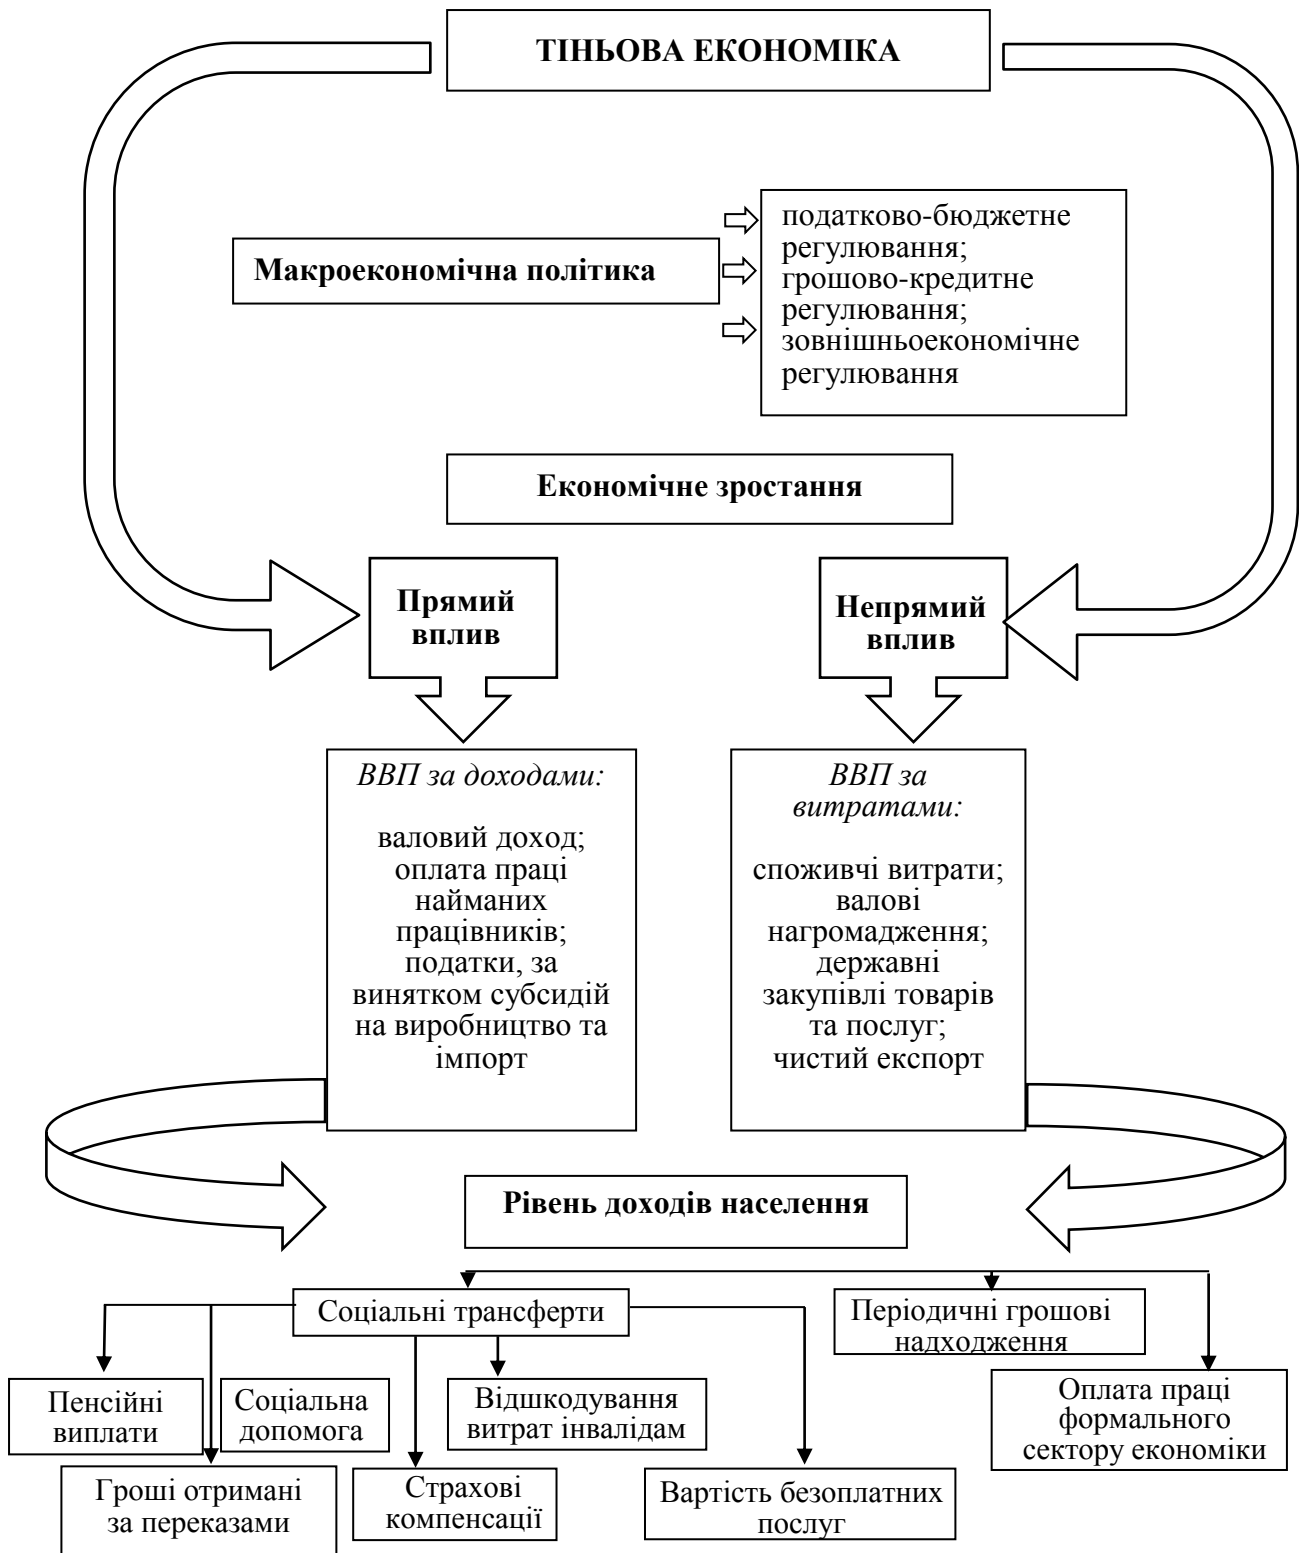 ТІНЬОВА ЕКОНОМІКА
податково-бюджетне
регулювання;
грошово-кредитне
регулювання;
зовнішньоекономічне
регулювання
Макроекономічна політика
Економічне зростання
Прямий
вплив
Непрямий
вплив
ВВП за доходами:
валовий доход;
оплата праці
найманих
працівників;
податки, за
винятком субсидій
на виробництво та
імпорт
ВВП за
витратами:
споживчі витрати;
валові
нагромадження;
державні
закупівлі товарів
та послуг;
чистий експорт
Рівень доходів населення
Соціальні трансферти
Періодичні грошові
надходження
Пенсійні
виплати
Соціальна
допомога
Відшкодування
витрат інвалідам
Оплата праці
формального
сектору економіки
Гроші отримані
за переказами
Страхові
компенсації
Вартість безоплатних
послуг